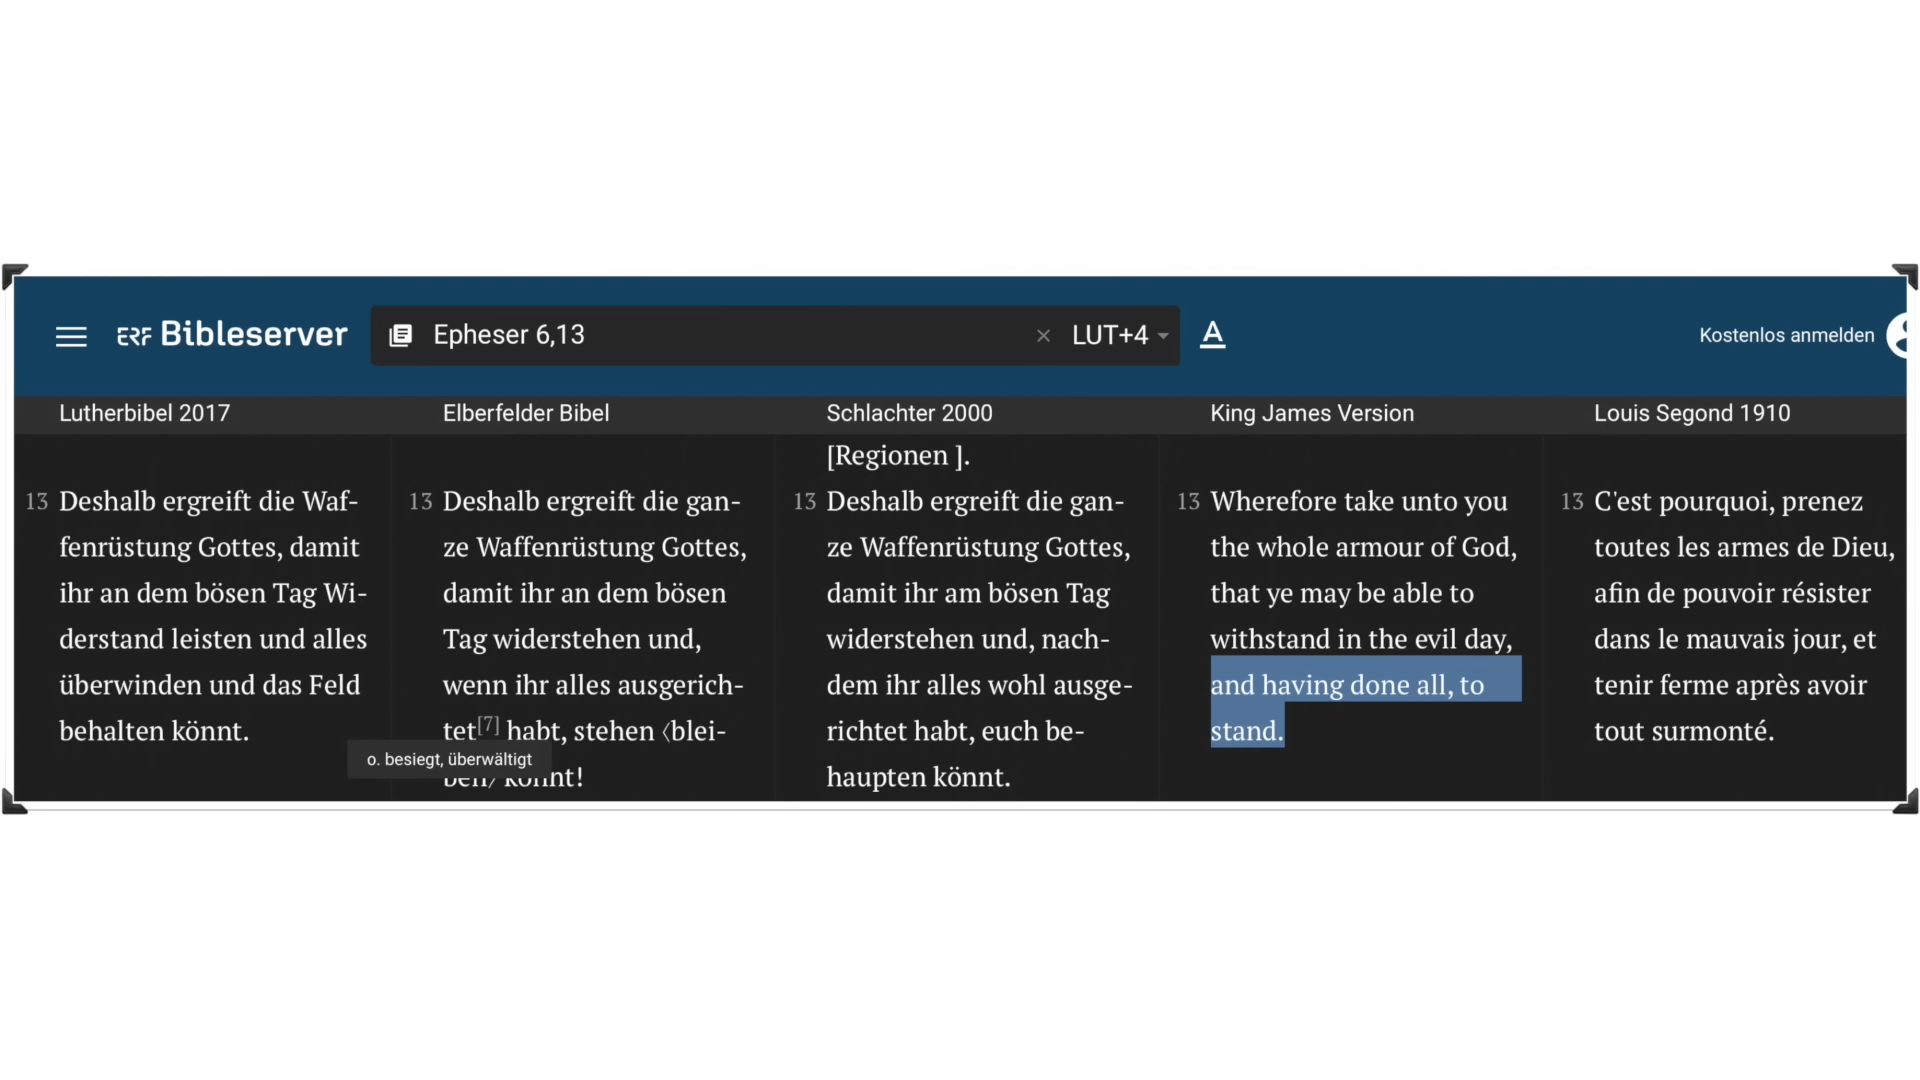 ERF Bibleserver
Epheser 6,13
× LUT+4
A
Kostenlos anmelden
Lutherbibel 2017
13 Deshalb ergreift die Waf-
fenrüstung Gottes, damit
ihr an dem bösen Tag Wi-
derstand leisten und alles
überwinden und das Feld
behalten könnt.
Elberfelder Bibel
13 Deshalb ergreift die gan-
ze Waffenrüstung Gottes,
damit ihr an dem bösen
Tag widerstehen und,
wenn ihr alles ausgerich-
tet[7] habt, stehen ⟨blei-
ben⟩ könnt!
o. besiegt, überwältigt
Schlachter 2000
[Regionen ].
13 Deshalb ergreift die gan-
ze Waffenrüstung Gottes,
damit ihr am bösen Tag
widerstehen und, nach-
dem ihr alles wohl ausge-
richtet habt, euch be-
haupten könnt.
King James Version
13 Wherefore take unto you
the whole armour of God,
that ye may be able to
withstand in the evil day,
and having done all, to
stand.
Louis Segond 1910
13 C'est pourquoi, prenez
toutes les armes de Dieu,
afin de pouvoir résister
dans le mauvais jour, et
tenir ferme après avoir
tout surmonté.